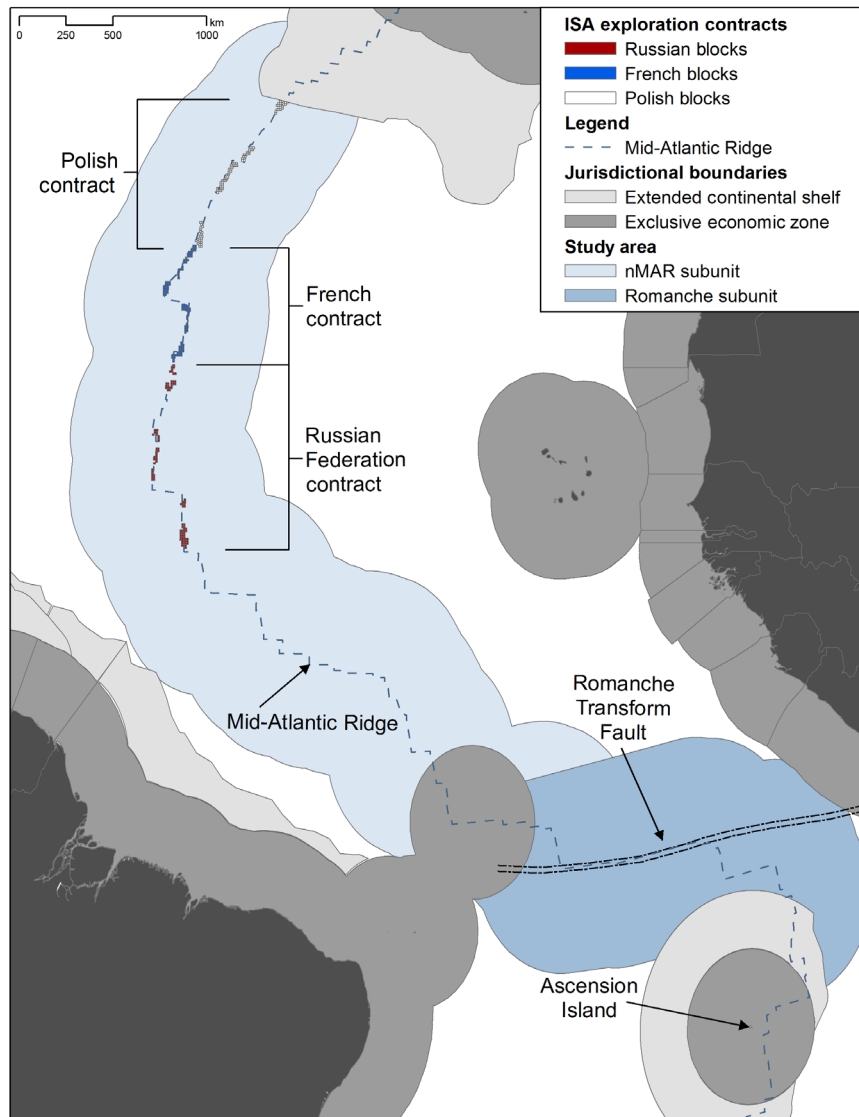 km
0 250 500 1000
ISA exploration contracts
Russian blocks
French blocks
Polish blocks
Legend
Mid-Atlantic Ridge
Jurisdictional boundaries
Extended continental shelf
Exclusive economic zone
Study area
nMAR subunit
Romanche subunit
Polish
contract
French
contract
Russian
Federation
contract
Mid-Atlantic Ridge
Romanche
Transform
Fault
Ascension
Island